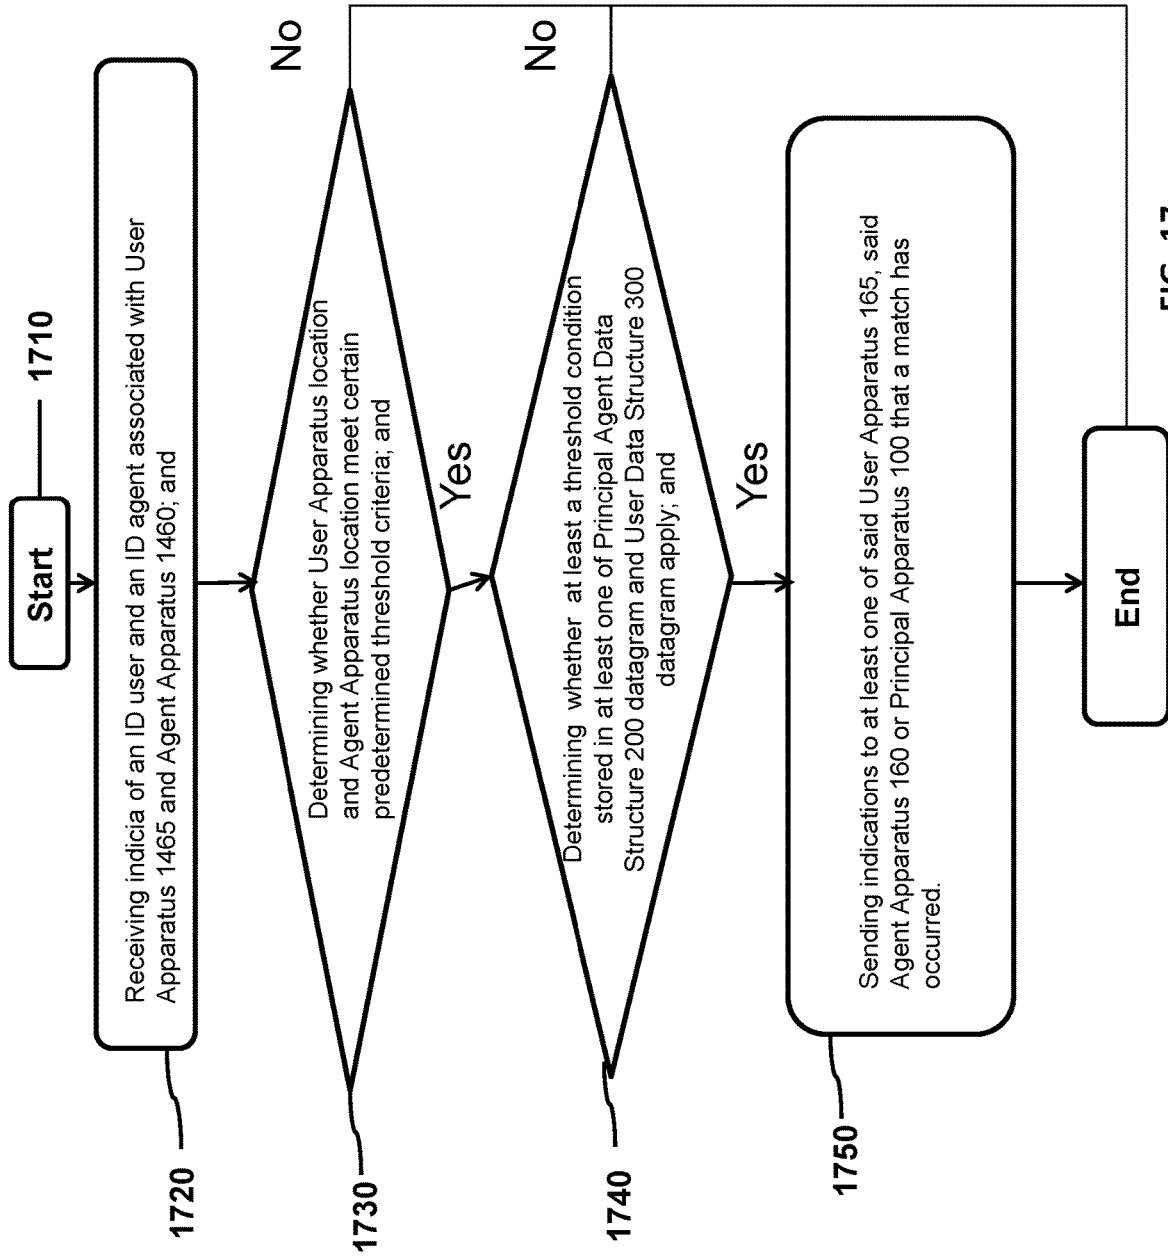 Start
1710
Receiving indicia of an ID user and an ID agent associated with User
Apparatus 1465 and Agent Apparatus 1460; and
1720
Determining whether User Apparatus location
and Agent Apparatus location meet certain
predetermined threshold criteria; and
No
1730
Yes
Determining whether at least a threshold condition
stored in at least one of Principal Agent Data
Structure 200 datagram and User Data Structure 300
datagram apply; and
No
1740
Yes
Sending indications to at least one of said User Apparatus 165, said
Agent Apparatus 160 or Principal Apparatus 100 that a match has
occurred.
1750
End
FIG. 17